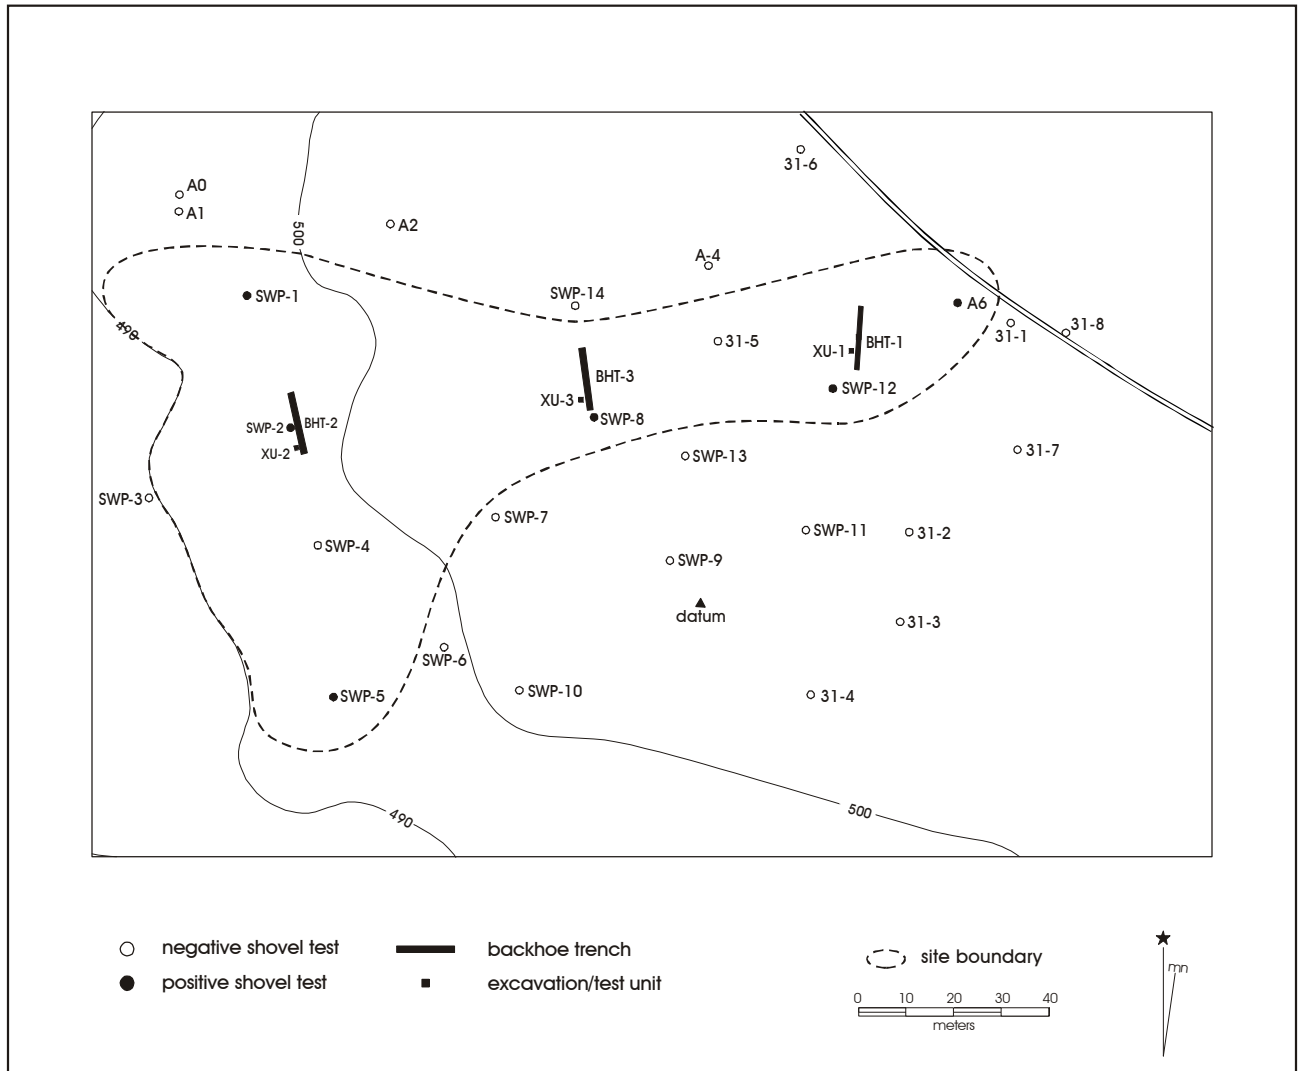 31-6
A0
A1
A2
500
A-4
SWP-14
SWP-1
A6
31-8
31-1
490
31-5
BHT-1
XU-1
BHT-3
SWP-12
XU-3
SWP-8
SWP-2
BHT-2
XU-2
31-7
SWP-13
SWP-3
SWP-7
SWP-11
31-2
SWP-4
SWP-9
datum
31-3
SWP-6
SWP-5
SWP-10
31-4
500
490
negative shovel test
positive shovel test
backhoe trench
excavation/test unit
site boundary
0 10 20 30 40
meters
mn